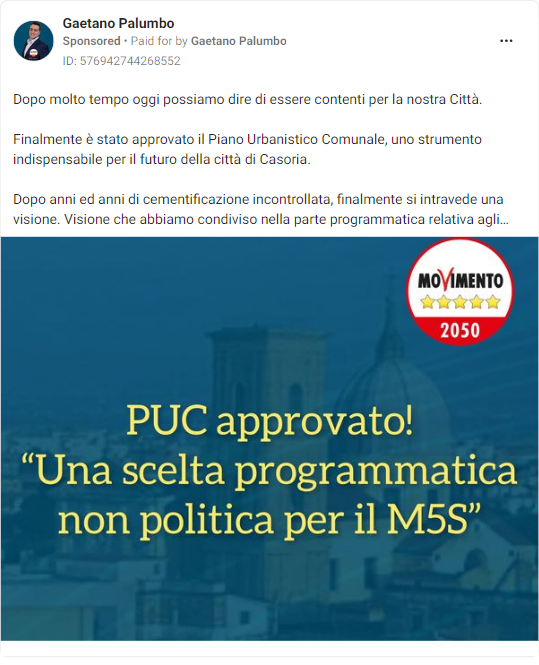 Gaetano Palumbo
Sponsored • Paid for by Gaetano Palumbo
ID: 576942744268552
Dopo molto tempo oggi possiamo dire di essere contenti per la nostra Città.
Finalmente è stato approvato il Piano Urbanistico Comunale, uno strumento
indispensabile per il futuro della città di Casoria.
Dopo anni ed anni di cementificazione incontrollata, finalmente si intravede una
visione. Visione che abbiamo condiviso nella parte programmatica relativa agli...
MOVIMENTO
2050
PUC approvato!
“Una scelta programmatica
non politica per il M5S”